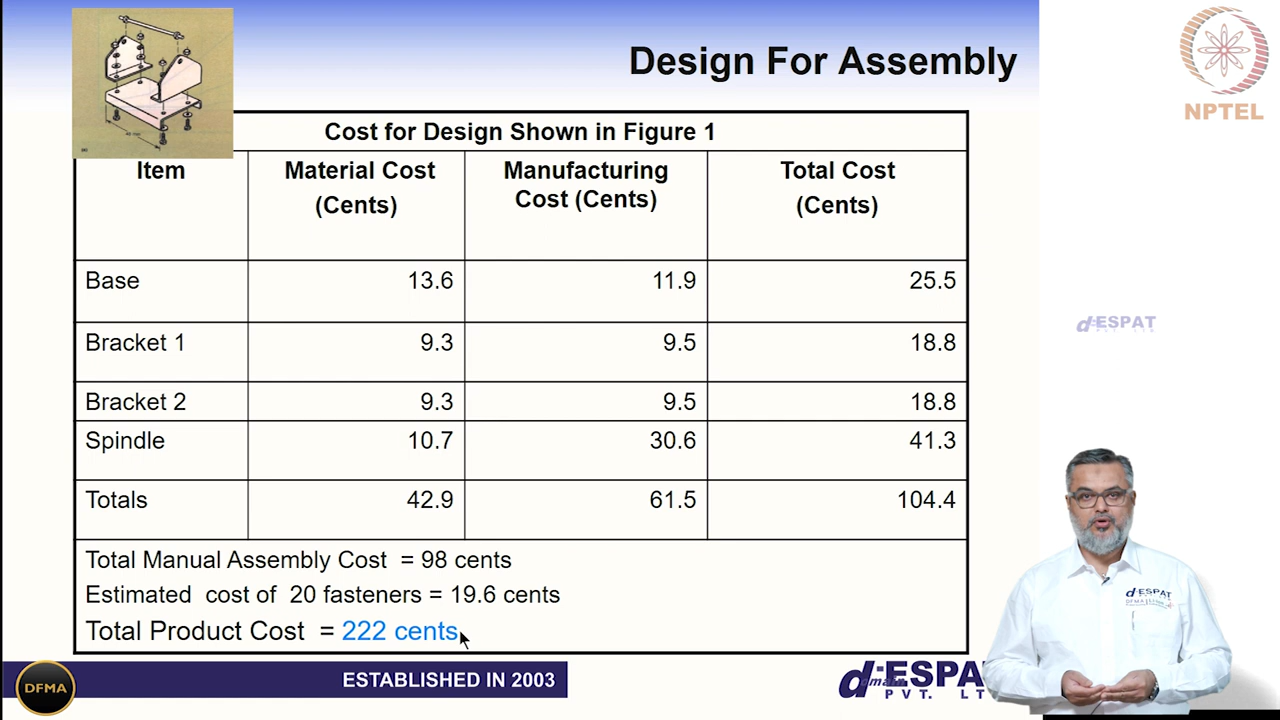 Design For Assembly
NPTEL
Cost for Design Shown in Figure 1
Item
Material Cost
(Cents)
Manufacturing
Cost (Cents)
Total Cost
(Cents)
Base 13.6 11.9 25.5
Bracket 1 9.3 9.5 18.8
Bracket 2 9.3 9.5 18.8
Spindle 10.7 30.6 41.3
Totals 42.9 61.5 104.4
Total Manual Assembly Cost = 98 cents
Estimated cost of 20 fasteners = 19.6 cents
Total Product Cost = 222 cents
d-ESPAT
d-ESPAT
DFMA
ESTABLISHED IN 2003
PVT.